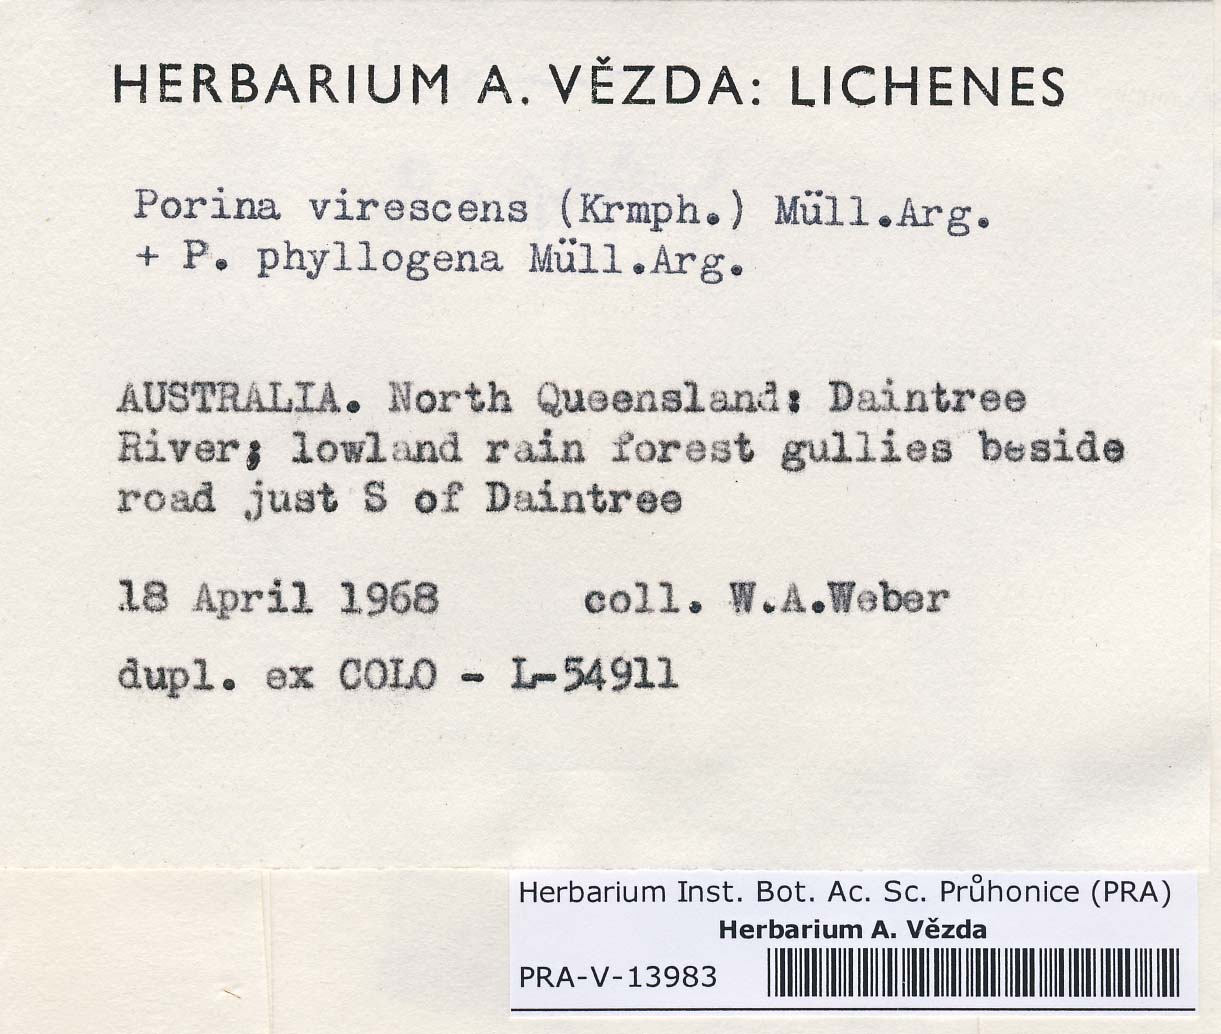 HERBARIUM A. VĚZDA: LICHENES
Porina virescens (Krmph.) Müll.Arg.
+ P. phyllogena Müll.Arg.
AUSTRALIA. North Queensland: Daintree
River; lowland rain forest gullies beside
road just S of Daintree
18 April 1968 coll. W.A.Weber
dupl. ex COLO - L-54911
Herbarium Inst. Bot. Ac. Sc. Průhonice (PRA)
Herbarium A. Vězda
PRA-V-13983